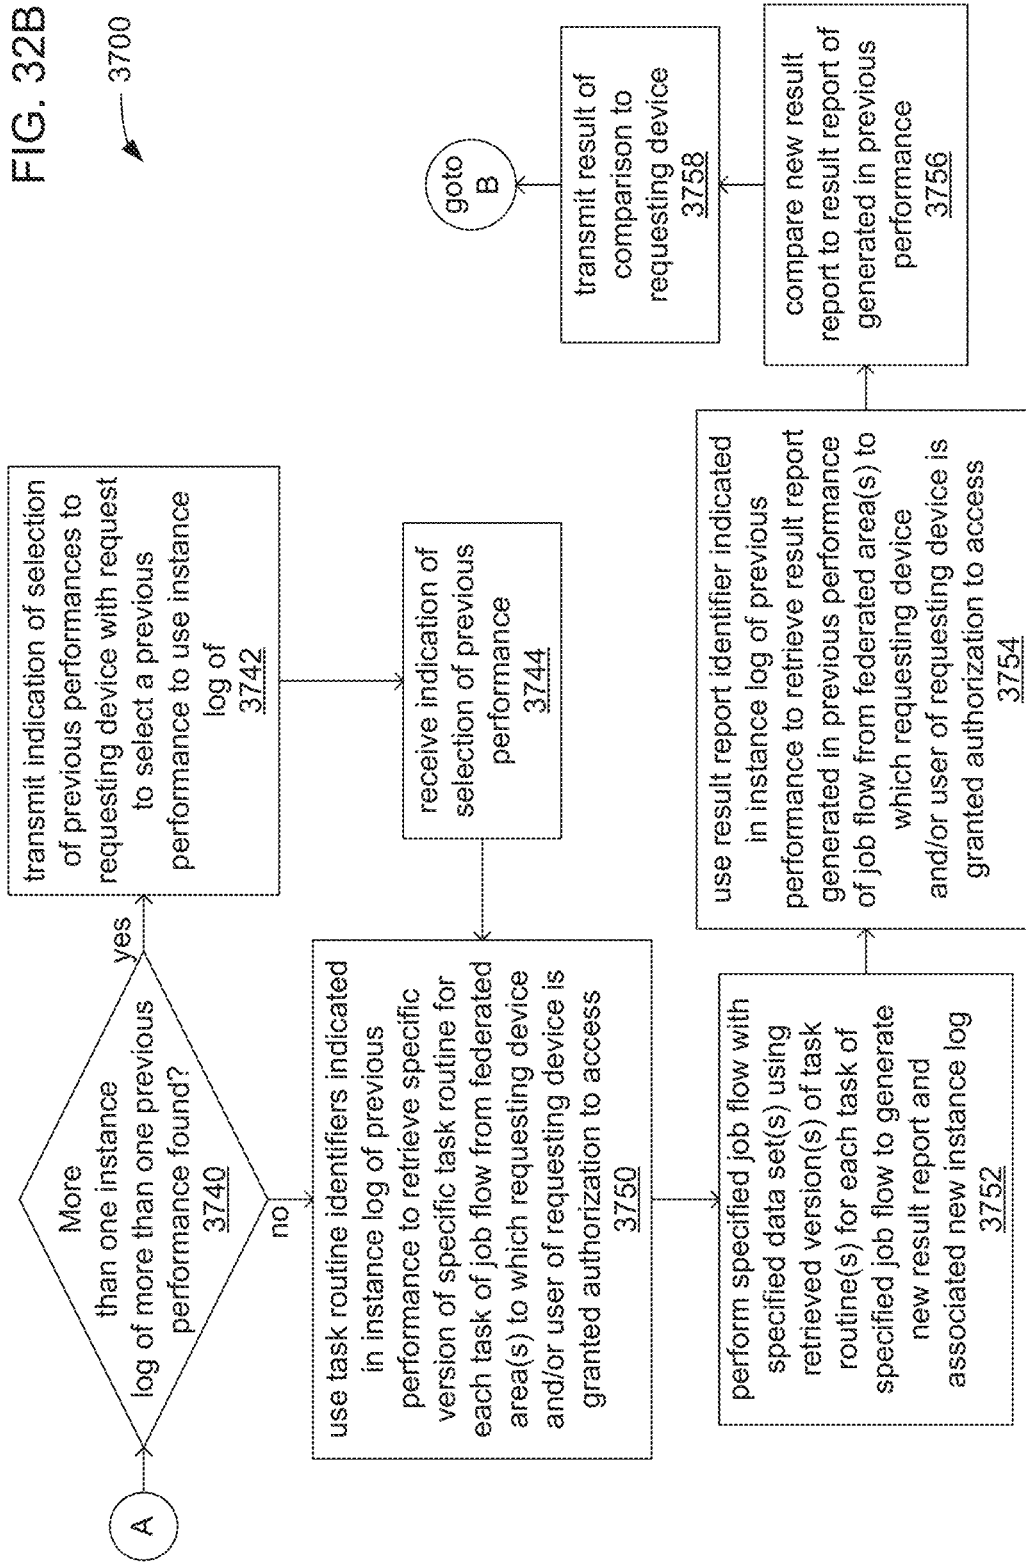 FIG. 32B
3700
A
More
than one instance
log of more than one previous
performance found?
3740
yes
no
transmit indication of selection
of previous performances to
requesting device with request
to select a previous
performance to use instance
log of
3742
receive indication of
selection of previous
performance
3744
use task routine identifiers indicated
in instance log of previous
performance to retrieve specific
version of specific task routine for
each task of job flow from federated
area(s) to which requesting device
and/or user of requesting device is
granted authorization to access
3750
perform specified job flow with
specified data set(s) using
retrieved version(s) of task
routine(s) for each task of
specified job flow to generate
new result report and
associated new instance log
3752
use result report identifier indicated
in instance log of previous
performance to retrieve result report
generated in previous performance
of job flow from federated area(s) to
which requesting device
and/or user of requesting device is
granted authorization to access
3754
compare new result
report to result report of
generated in previous
performance
3756
transmit result of
comparison to
requesting device
3758
goto
B